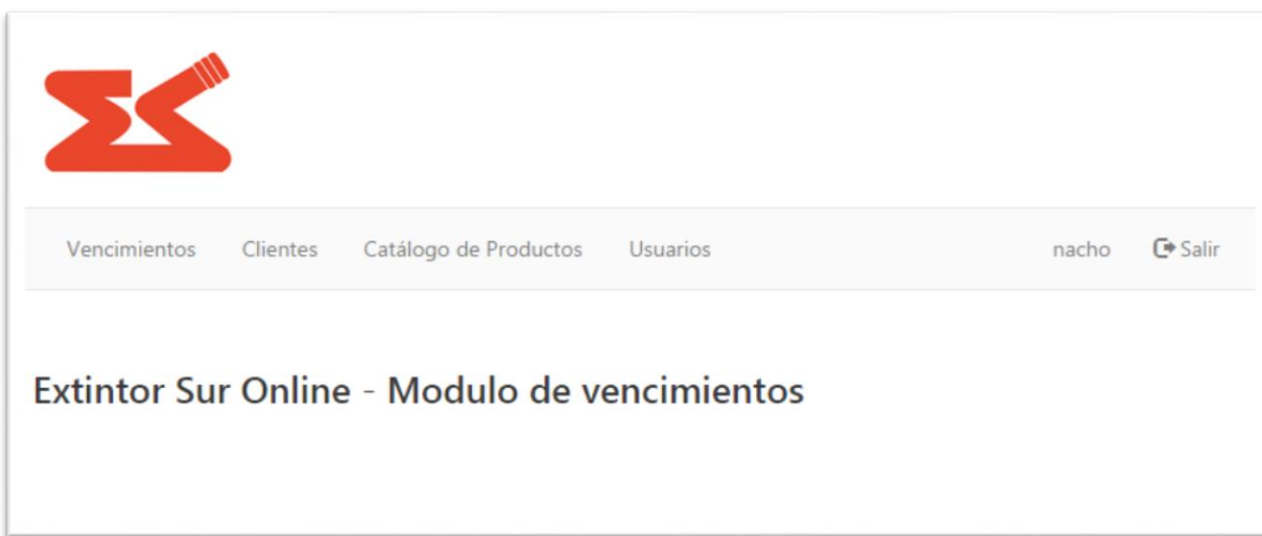 Vencimientos Clientes Catálogo de Productos Usuarios nacho Salir
Extintor Sur Online - Modulo de vencimientos